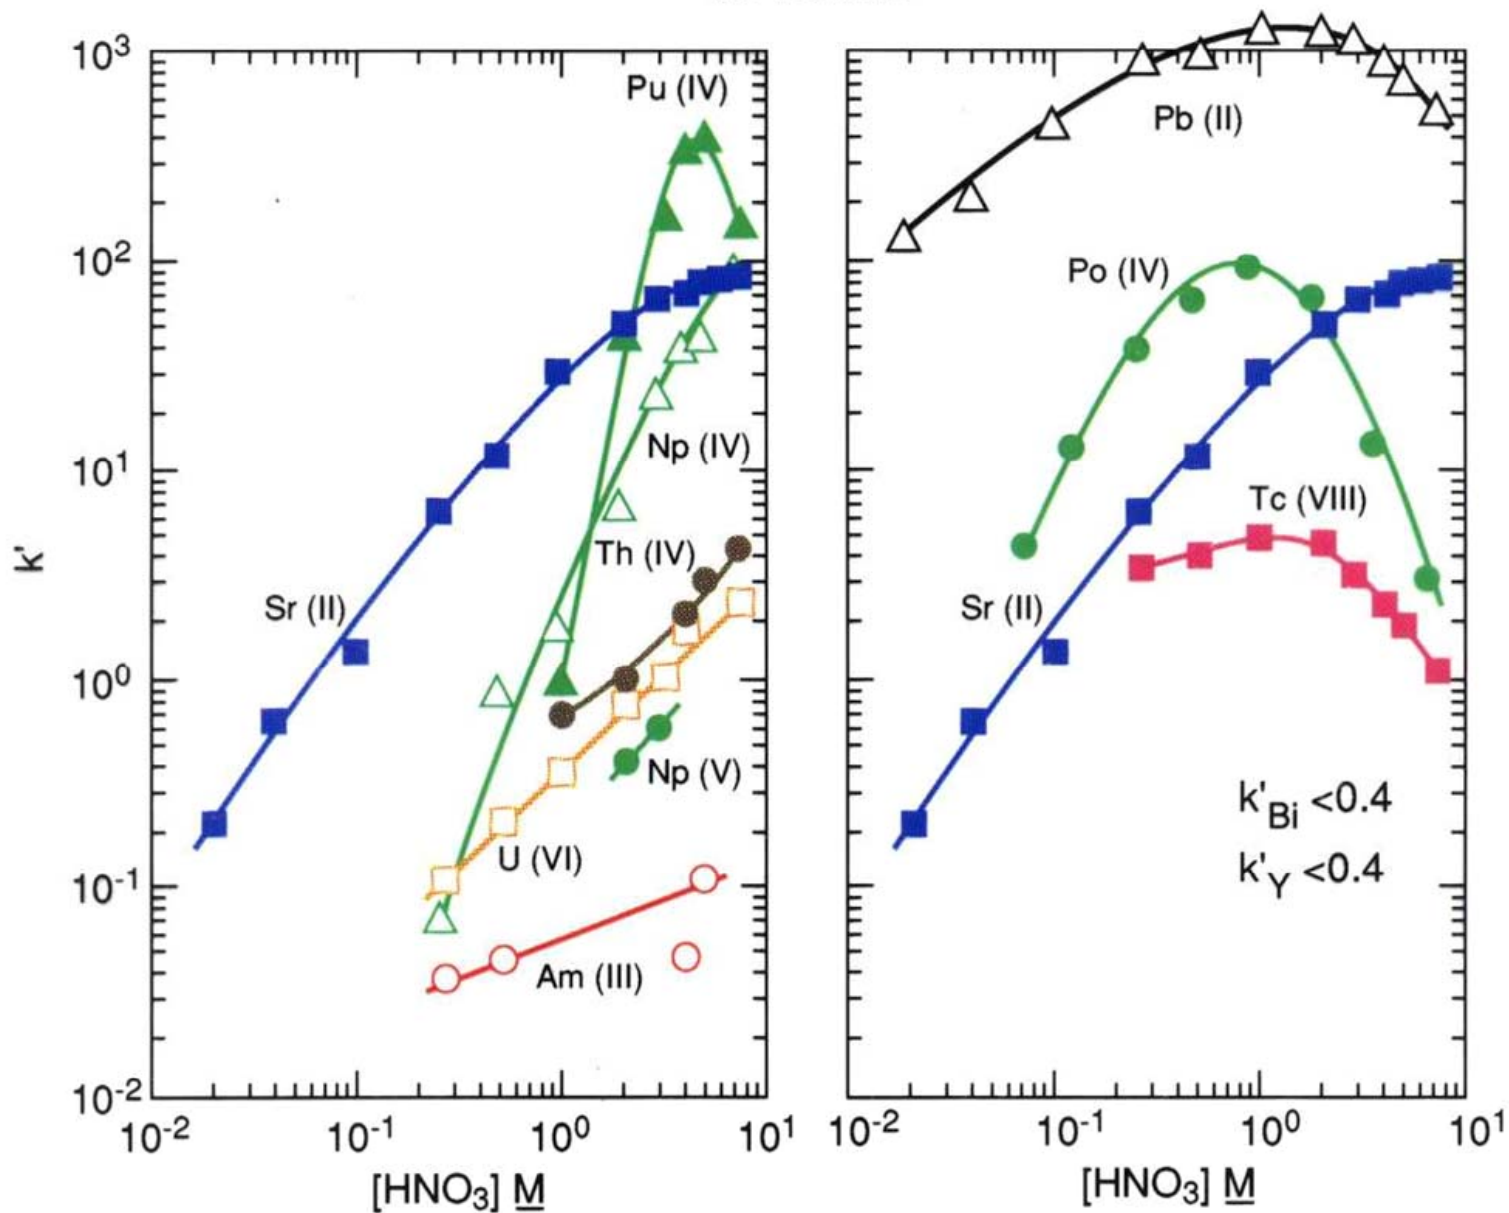 10³
10²
10¹
10⁰
10⁻¹
10⁻²
k'
Pu (IV)
Np (IV)
Th (IV)
Sr (II)
Np (V)
U (VI)
Am (III)
10⁻²
10⁻¹
10⁰
10¹
[HNO₃] M
Pb (II)
Po (IV)
Tc (VIII)
Sr (II)
k'Bi <0.4
k'Y <0.4
10⁻²
10⁻¹
10⁰
10¹
[HNO₃] M